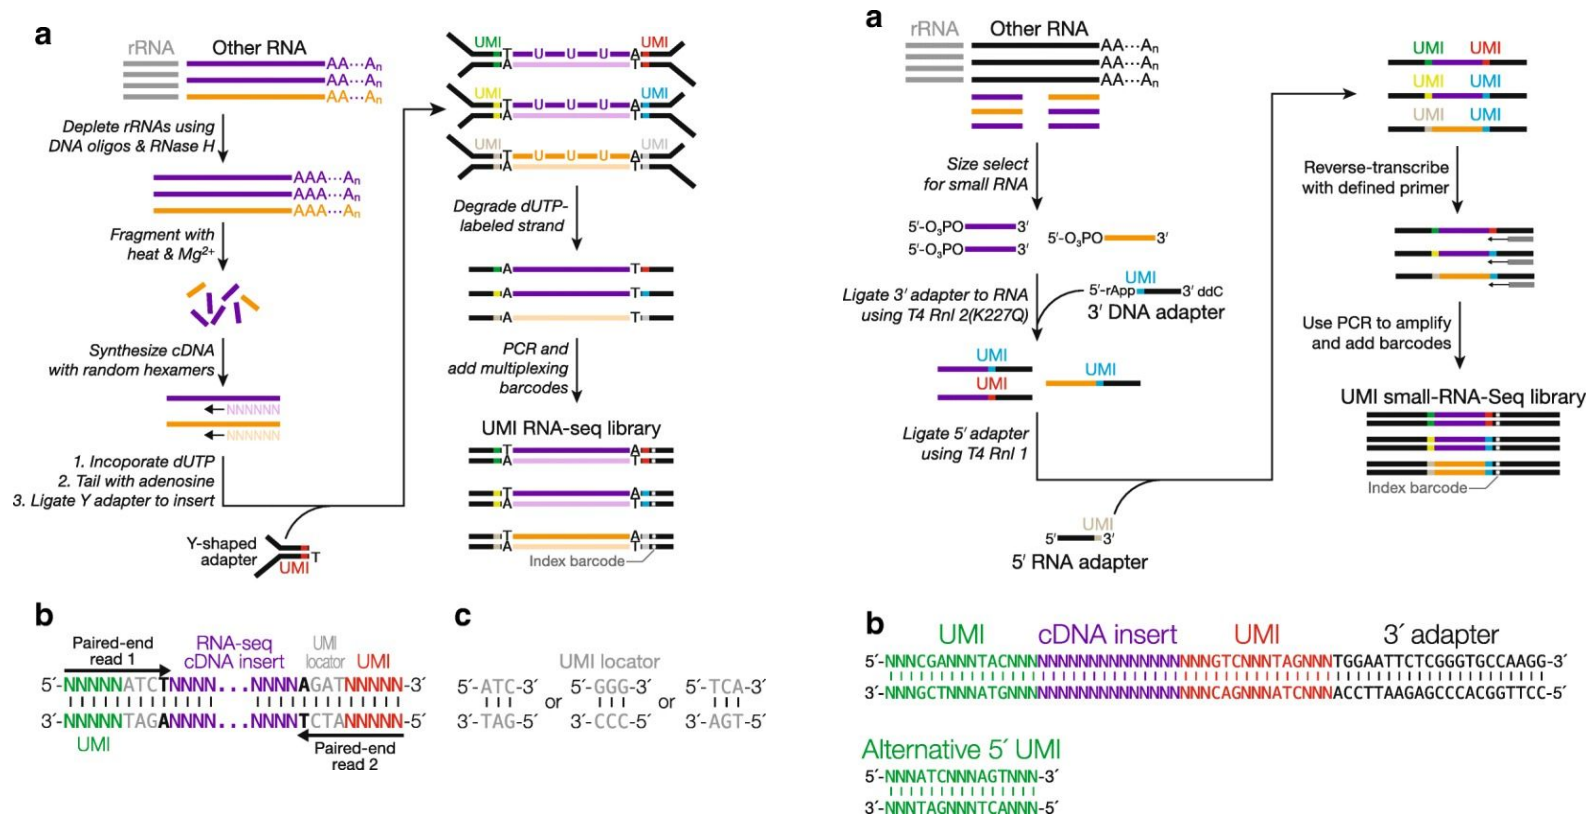 a
rRNA Other RNA
AA···An
AA···An
Deplete rRNAs using
DNA oligos & RNase H
AAA···An
AAA···An
AAA···An
Fragment with
heat & Mg2+
Synthesize cDNA
with random hexamers
NNNNNN
NNNNNN
1. Incoporate dUTP
2. Tail with adenosine
3. Ligate Y adapter to insert
Y-shaped
adapter
T
UMI
UMI UMI
T U U U A
A T
UMI UMI
T U U U A
A T
UMI UMI
T U U U A
A T
Degrade dUTP-
labeled strand
A T
A T
A T
PCR and
add multiplexing
barcodes
UMI RNA-seq library
T A
A T
T A
A T
T A
A T
Index barcode
b
Paired-end
read 1
RNA-seq
cDNA insert
UMI
locator
UMI
5′-NNNNNATCTNNNN...NNNNAGATNNNNN-3′
3′-NNNNNTAGANNNN...NNNNTCTANNNNN-5′
UMI
Paired-end
read 2
c
UMI locator
5′-ATC-3′ or 5′-GGG-3′ or 5′-TCA-3′
3′-TAG-5′ 3′-CCC-5′ 3′-AGT-5′
a
rRNA Other RNA
AA···An
AA···An
Size select
for small RNA
5′-O3PO 3′
5′-O3PO 3′
5′-O3PO 3′
Ligate 3′ adapter to RNA
using T4 Rnl 2(K227Q)
UMI
5′-rApp 3′ ddC
3′ DNA adapter
UMI
UMI
UMI
Ligate 5′ adapter
using T4 Rnl 1
UMI
5′ 3′
5′ RNA adapter
UMI UMI
UMI UMI
UMI UMI
Reverse-transcribe
with defined primer
Use PCR to amplify
and add barcodes
UMI small-RNA-Seq library
Index barcode
b
UMI cDNA insert UMI 3′ adapter
5′-NNNCGANNNTACNNNNNNNNNNNNNNNNNNNNGTCNNNTAGNNNTGGAATTCTCGGGTGCCAAGG-3′
3′-NNNGCTNNNATGNNNNNNNNNNNNNNNNNNNNCAGNNNATCNNNACCTTAAGAGCCCACGGTTCC-5′
Alternative 5′ UMI
5′-NNNATCNNNAGTNNN-3′
3′-NNNTAGNNNTCANNN-5′